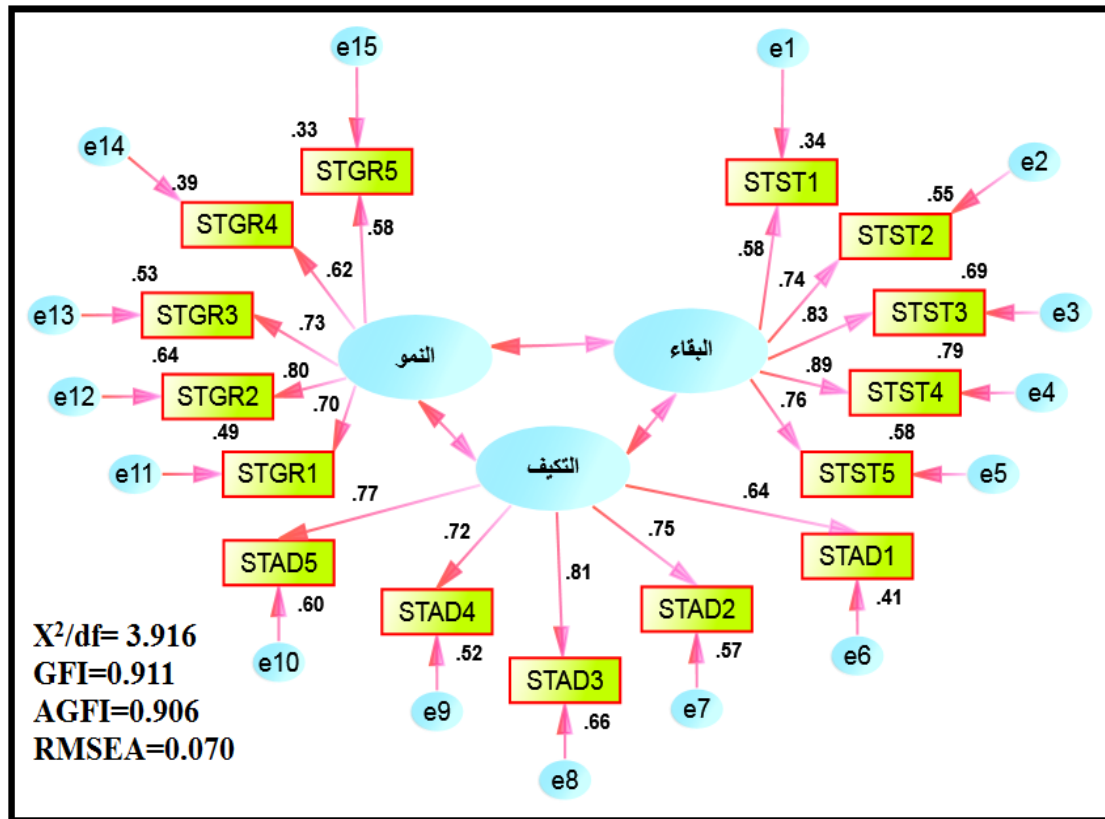 e15
e1
.33
.34
e14
STGR5
STST1
e2
.39
.55
STGR4
.58
.58
STST2
.62
.74
.53
.69
e13
STGR3
.73
.83
STST3
e3
النمو
البقاء
.64
.80
.89
.79
e12
STGR2
.70
.76
STST4
e4
.49
.58
e11
STGR1
التكيف
STST5
e5
.77
.64
.72
.75
.81
STAD5
STAD1
.60
.41
STAD4
STAD2
e10
.52
.57
e6
STAD3
e9
.66
e7
e8
X²/df= 3.916
GFI=0.911
AGFI=0.906
RMSEA=0.070